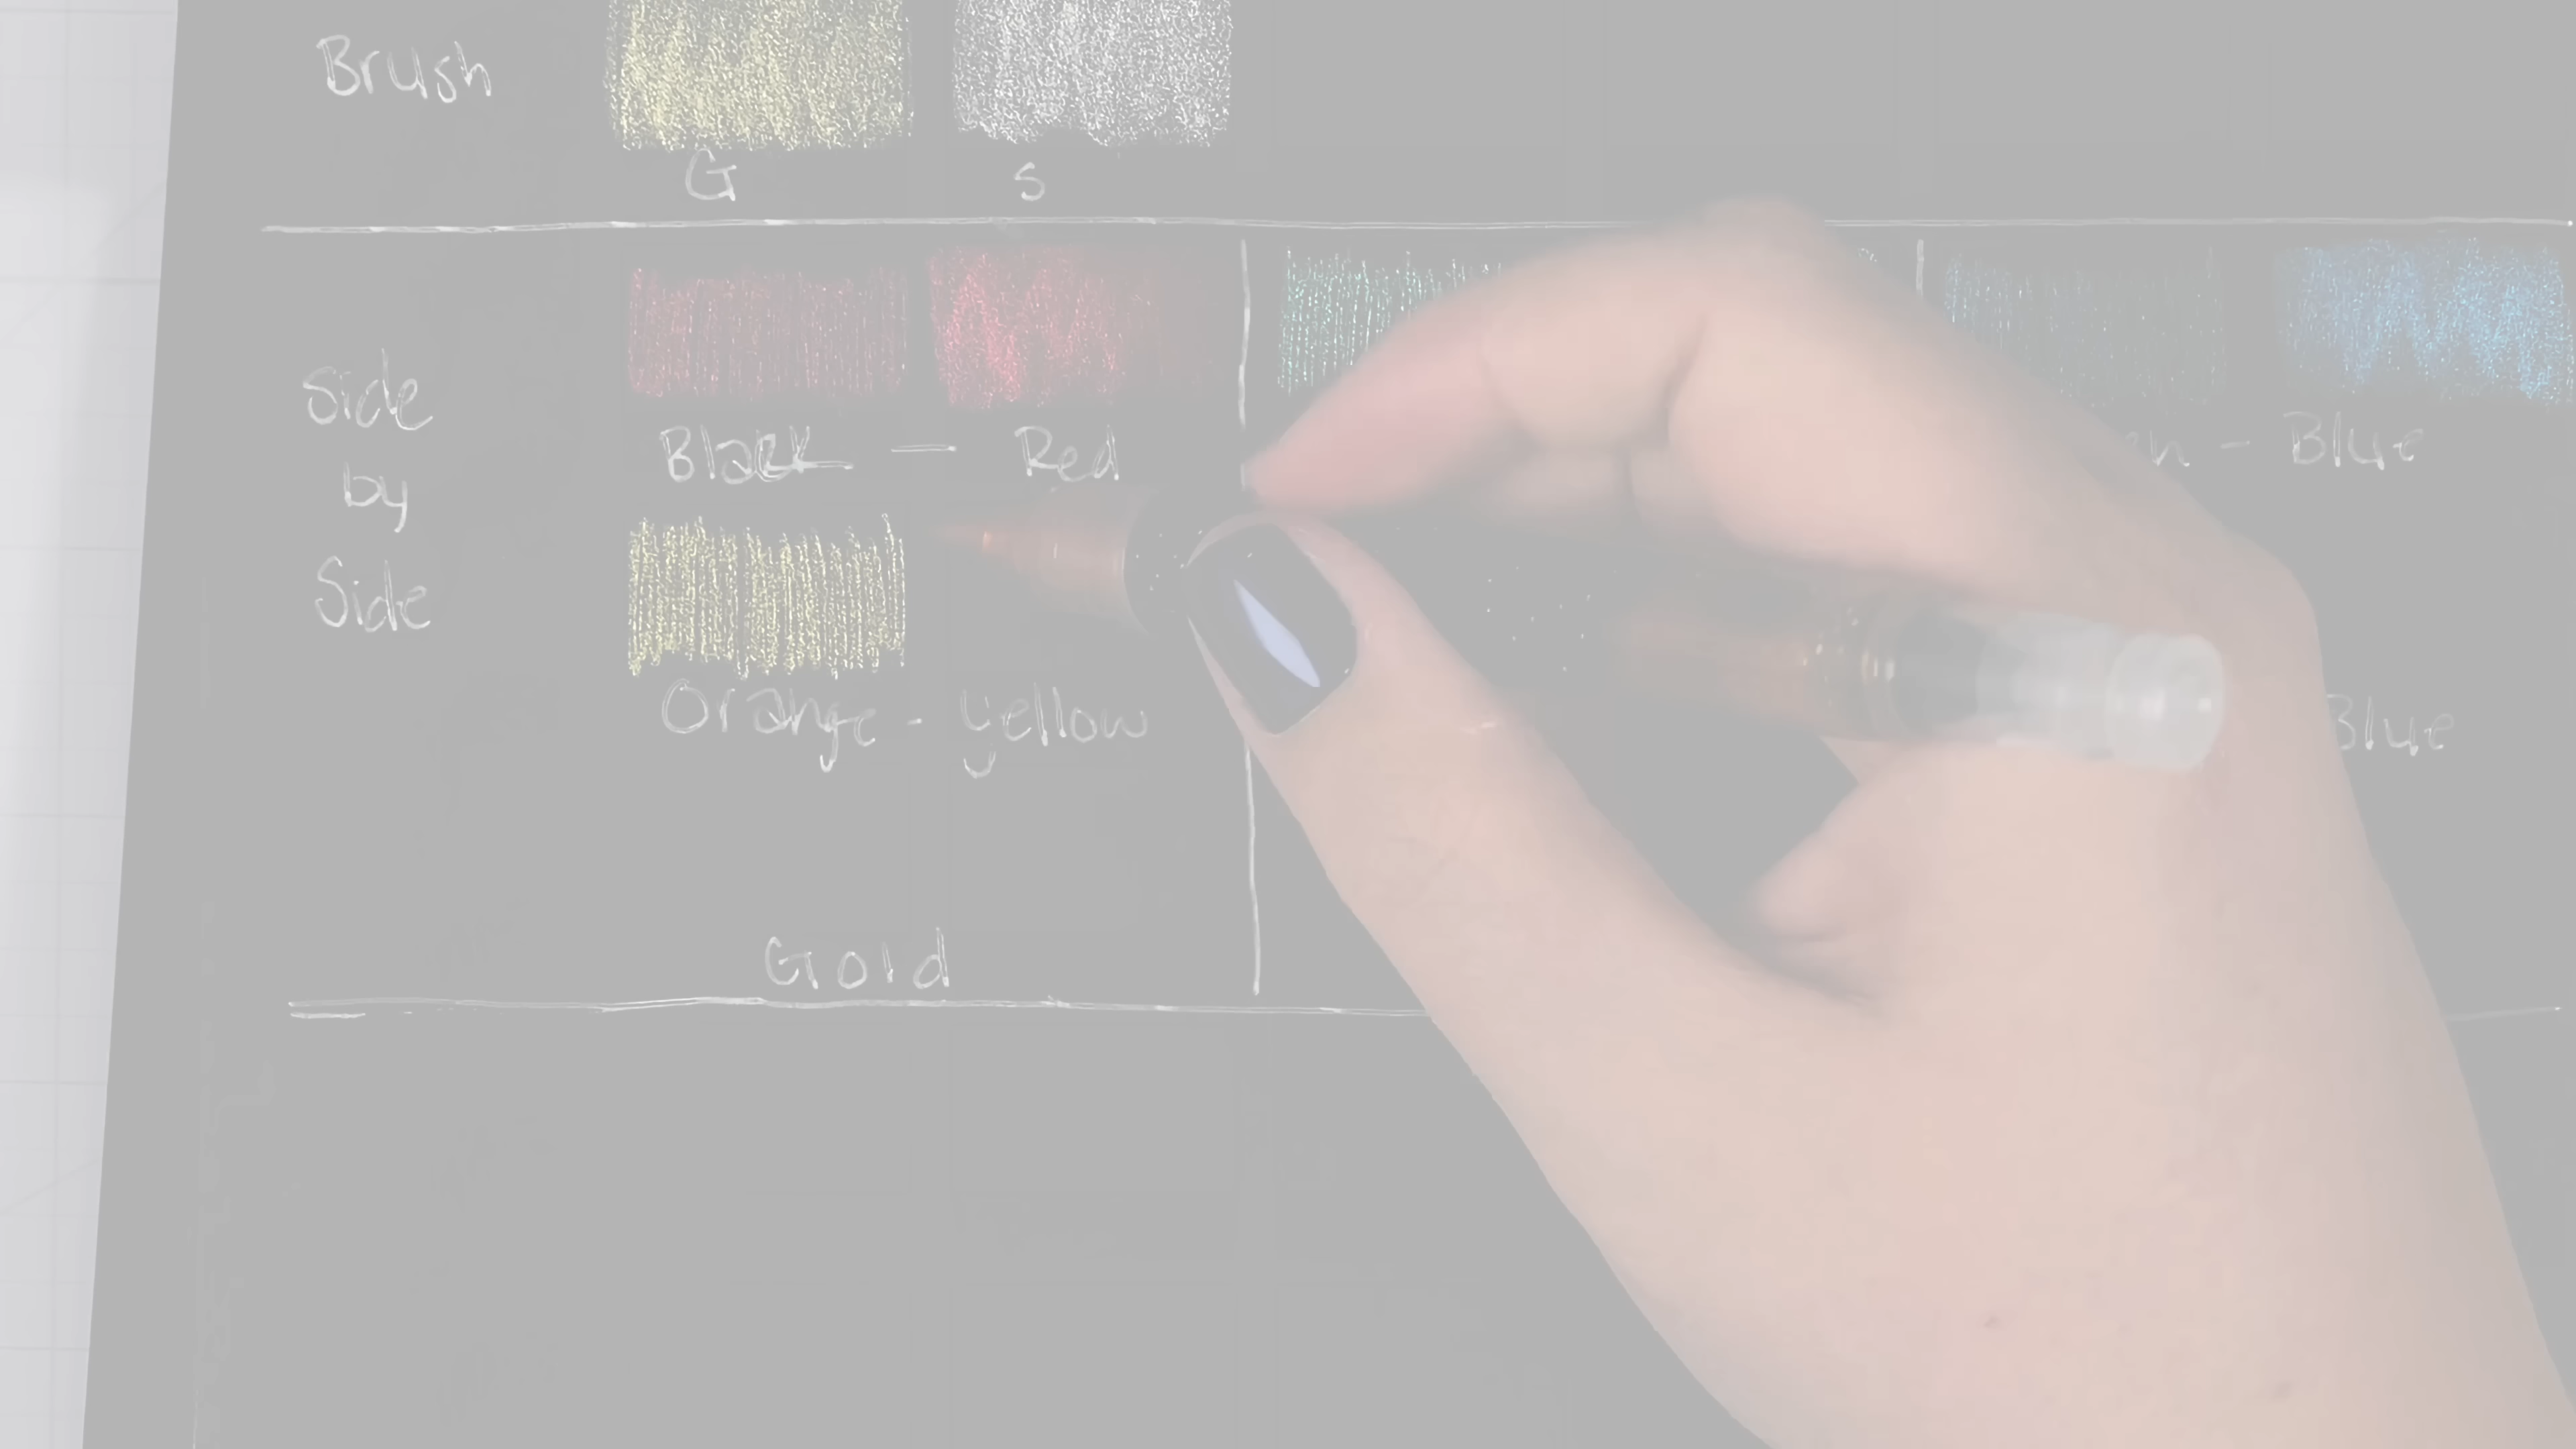 Brush
G S
Side
by
Side
Black — Red
Blue
Orange - yellow
Blue
Gold